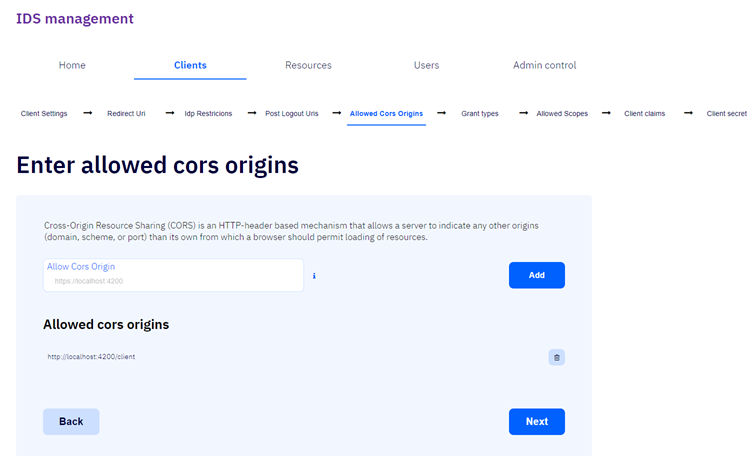 IDS management
Home Clients Resources Users Admin control
Client Settings → Redirect Uri Idp Restricions → Post Logout Uris → Allowed Cors Origins → Grant types → Allowed Scopes → Client claims → Client secret
Enter allowed cors origins
Cross-Origin Resource Sharing (CORS) is an HTTP-header based mechanism that allows a server to indicate any other origins
(domain, scheme, or port) than its own from which a browser should permit loading of resources.
Allow Cors Origin
https://localhost:4200
i
Add
Allowed cors origins
http://localhost:4200/client
Back Next